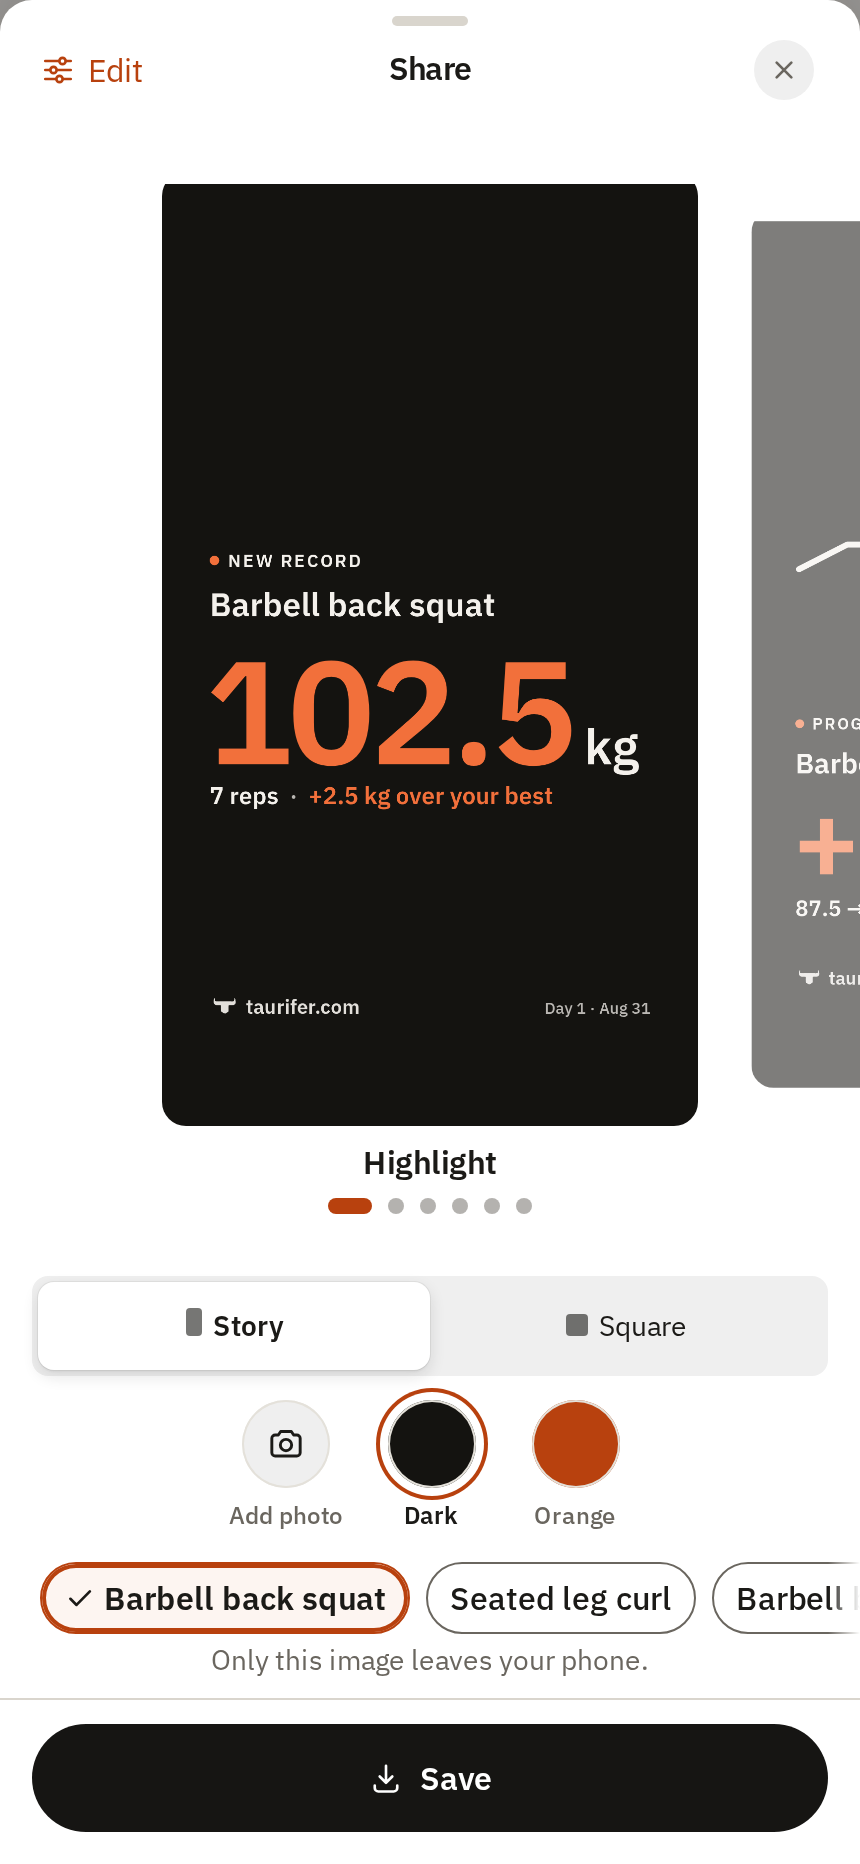 Edit
Share
NEW RECORD
Barbell back squat
102.5 kg
7 reps · +2.5 kg over your best
taurifer.com
Day 1 · Aug 31
87.5 →
Highlight
Story
Square
Add photo
Dark
Orange
Barbell back squat
Seated leg curl
Barbell
Only this image leaves your phone.
Save